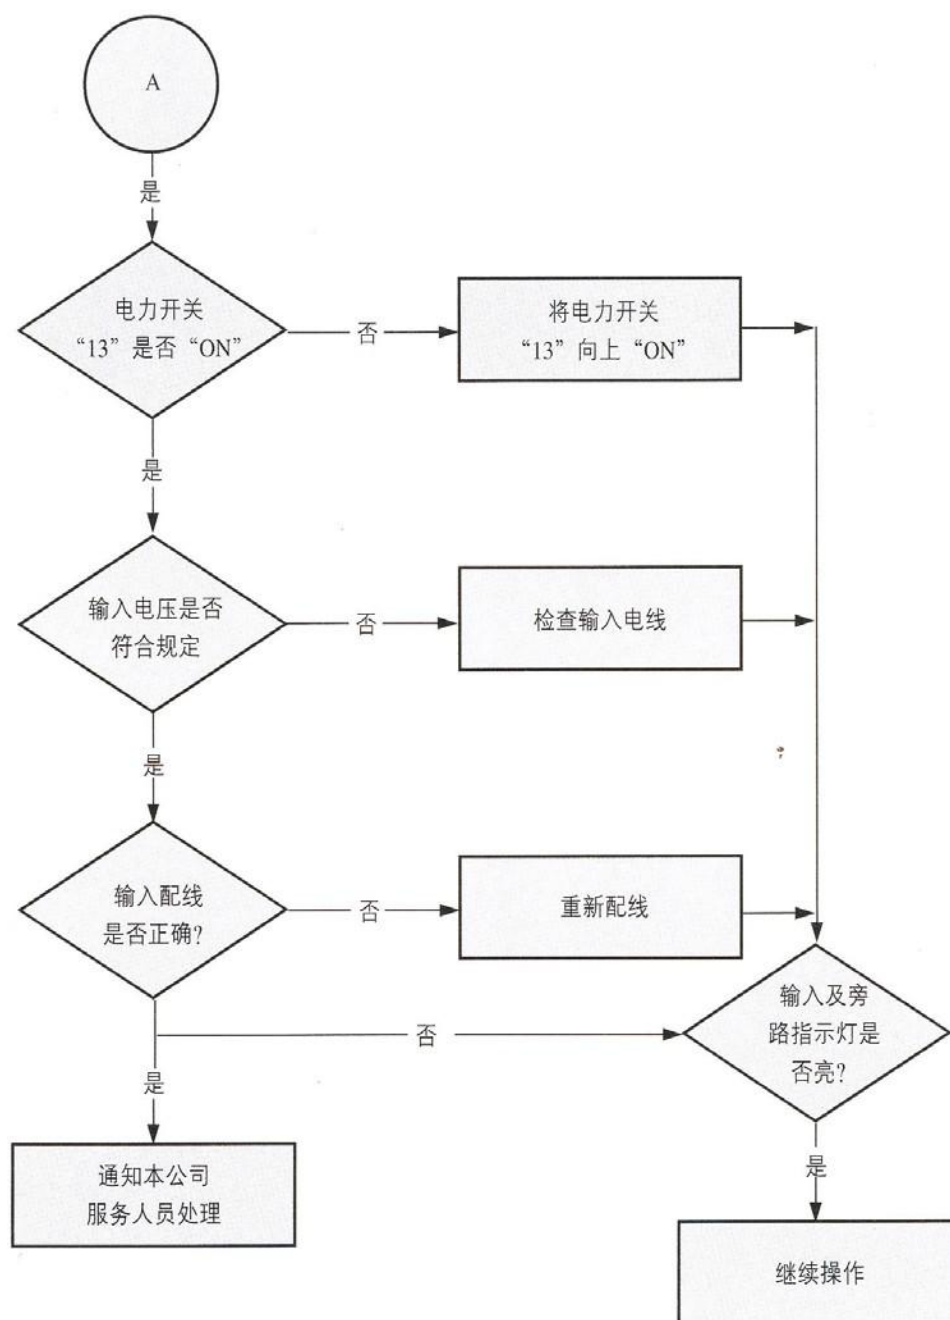 A
是
电力开关
“13”是否“ON”
否
将电力开关
“13”向上“ON”
是
输入电压是否
符合规定
否
检查输入电线
是
输入配线
是否正确？
否
重新配线
输入及旁
路指示灯是
否亮？
否
是
通知本公司
服务人员处理
是
继续操作